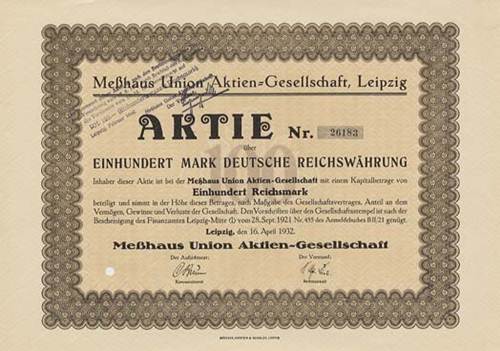 Meßhaus Union Aktien-Gesellschaft, Leipzig
AKTIE Nr. 26183
100
über
EINHUNDERT MARK DEUTSCHE REICHSWÄHRUNG
Inhaber dieser Aktie ist bei der Meßhaus Union Aktien-Gesellschaft mit einem Kapitalbetrage von
Einhundert Reichsmark
beteiligt und nimmt in der Höhe dieses Betrages, nach Maßgabe des Gesellschaftsvertrages, Anteil an dem
Vermögen, Gewinne und Verluste der Gesellschaft. Den Vorschriften über den Gesellschaftsstempel ist nach der
Bescheinigung des Finanzamtes Leipzig-Mitte (I) vom 28. Sept. 1921 Nr. 455 des Anmeldebuches B II/21 genügt.
Leipzig, den 16. April 1932.
Meßhaus Union Aktien-Gesellschaft
Der Aufsichtsrat: Der Vorstand: